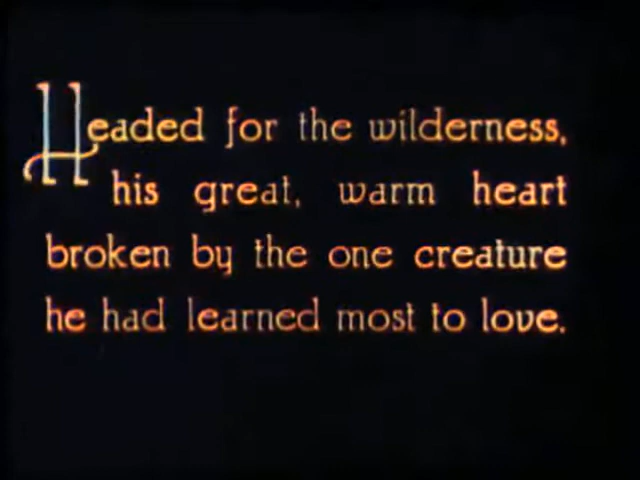 Headed for the wilderness,
his great, warm heart
broken by the one creature
he had learned most to love.